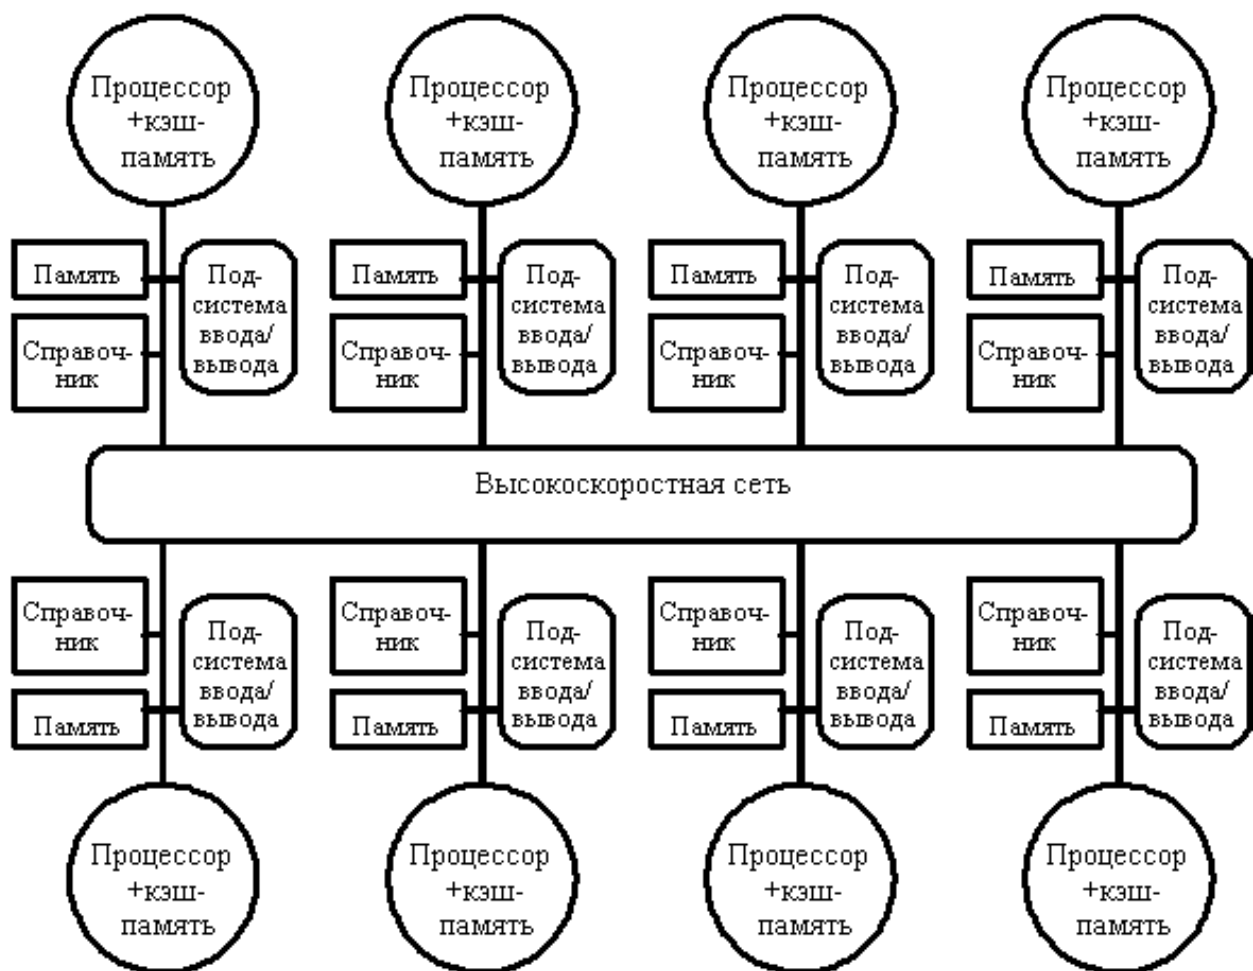 Процессор
+кэш-
память
Процессор
+кэш-
память
Процессор
+кэш-
память
Процессор
+кэш-
память
Память
Под-
система
ввода/
вывода
Справоч-
ник
Память
Под-
система
ввода/
вывода
Справоч-
ник
Память
Под-
система
ввода/
вывода
Справоч-
ник
Память
Под-
система
ввода/
вывода
Справоч-
ник
Высокоскоростная сеть
Справоч-
ник
Под-
система
ввода/
вывода
Память
Справоч-
ник
Под-
система
ввода/
вывода
Память
Справоч-
ник
Под-
система
ввода/
вывода
Память
Справоч-
ник
Под-
система
ввода/
вывода
Память
Процессор
+кэш-
память
Процессор
+кэш-
память
Процессор
+кэш-
память
Процессор
+кэш-
память